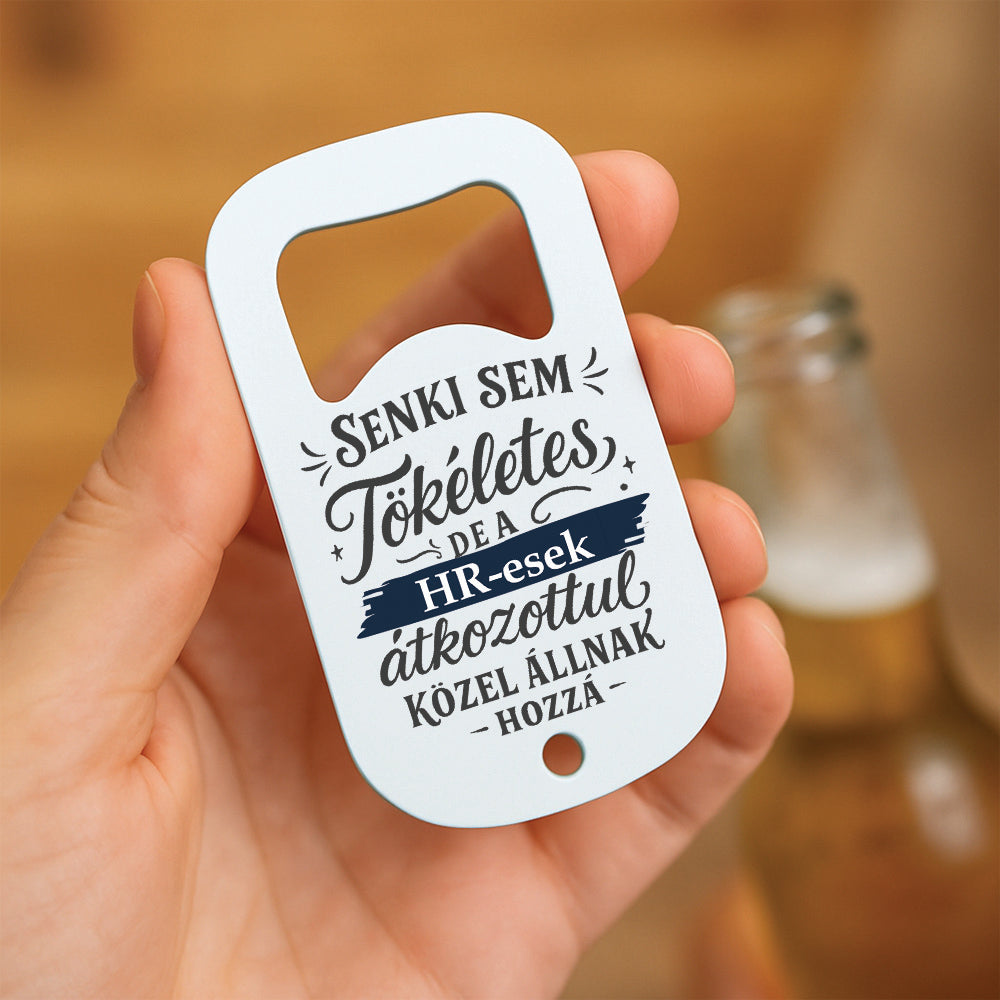 SENKI SEM
Tökéletes
DE A
HR-esek
átkozottul
KÖZEL ÁLLNAK
- HOZZÁ -